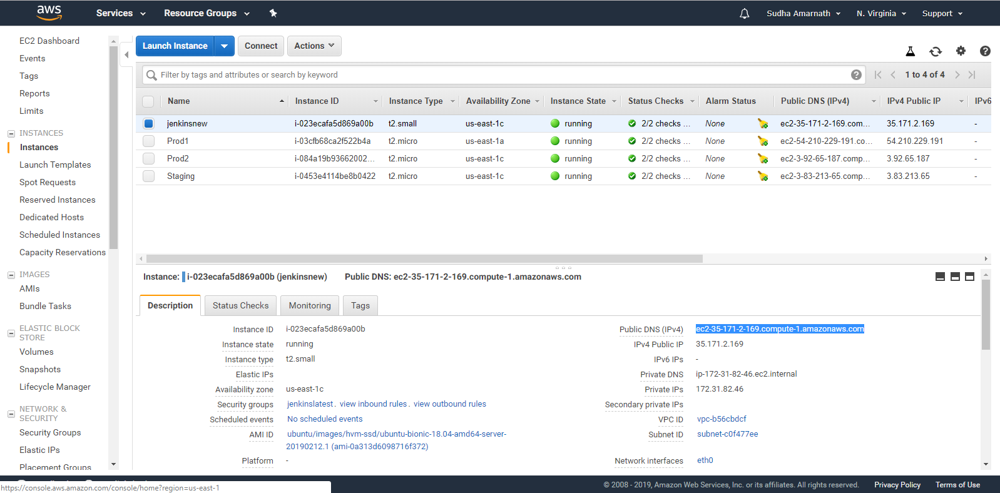 aws Services Resource Groups Sudha Amarnath N. Virginia Support
EC2 Dashboard
Events
Tags
Reports
Limits
INSTANCES
Instances
Launch Templates
Spot Requests
Reserved Instances
Dedicated Hosts
Scheduled Instances
Capacity Reservations
IMAGES
AMIs
Bundle Tasks
ELASTIC BLOCK
STORE
Volumes
Snapshots
Lifecycle Manager
NETWORK &
SECURITY
Security Groups
Elastic IPs
Placement Groups
Launch Instance Connect Actions
Filter by tags and attributes or search by keyword 1 to 4 of 4
Name Instance ID Instance Type Availability Zone Instance State Status Checks Alarm Status Public DNS (IPv4) IPv4 Public IP IPv6
jenkinsnew i-023ecafa5d869a00b t2.small us-east-1c running 2/2 checks ... None ec2-35-171-2-169.com... 35.171.2.169 -
Prod1 i-03cfb68ca2f522b4a t2.micro us-east-1a running 2/2 checks ... None ec2-54-210-229-191.co... 54.210.229.191 -
Prod2 i-084a19b93662002... t2.micro us-east-1c running 2/2 checks ... None ec2-3-92-65-187.comp... 3.92.65.187 -
Staging i-0453e4114be8b0422 t2.micro us-east-1c running 2/2 checks ... None ec2-3-83-213-65.comp... 3.83.213.65 -
Instance: i-023ecafa5d869a00b (jenkinsnew) Public DNS: ec2-35-171-2-169.compute-1.amazonaws.com
Description Status Checks Monitoring Tags
Instance ID i-023ecafa5d869a00b Public DNS (IPv4) ec2-35-171-2-169.compute-1.amazonaws.com
Instance state running IPv4 Public IP 35.171.2.169
Instance type t2.small IPv6 IPs -
Elastic IPs Private DNS ip-172-31-82-46.ec2.internal
Availability zone us-east-1c Private IPs 172.31.82.46
Security groups jenkinslatest. view inbound rules. view outbound rules Secondary private IPs
Scheduled events No scheduled events VPC ID vpc-b56cbdcf
AMI ID ubuntu/images/hvm-ssd/ubuntu-bionic-18.04-amd64-server- Subnet ID subnet-c0f477ee
20190212.1 (ami-0a313d6098716f372)
Platform - Network interfaces eth0
https://console.aws.amazon.com/console/home?region=us-east-1
© 2008 - 2019, Amazon Web Services, Inc. or its affiliates. All rights reserved. Privacy Policy Terms of Use